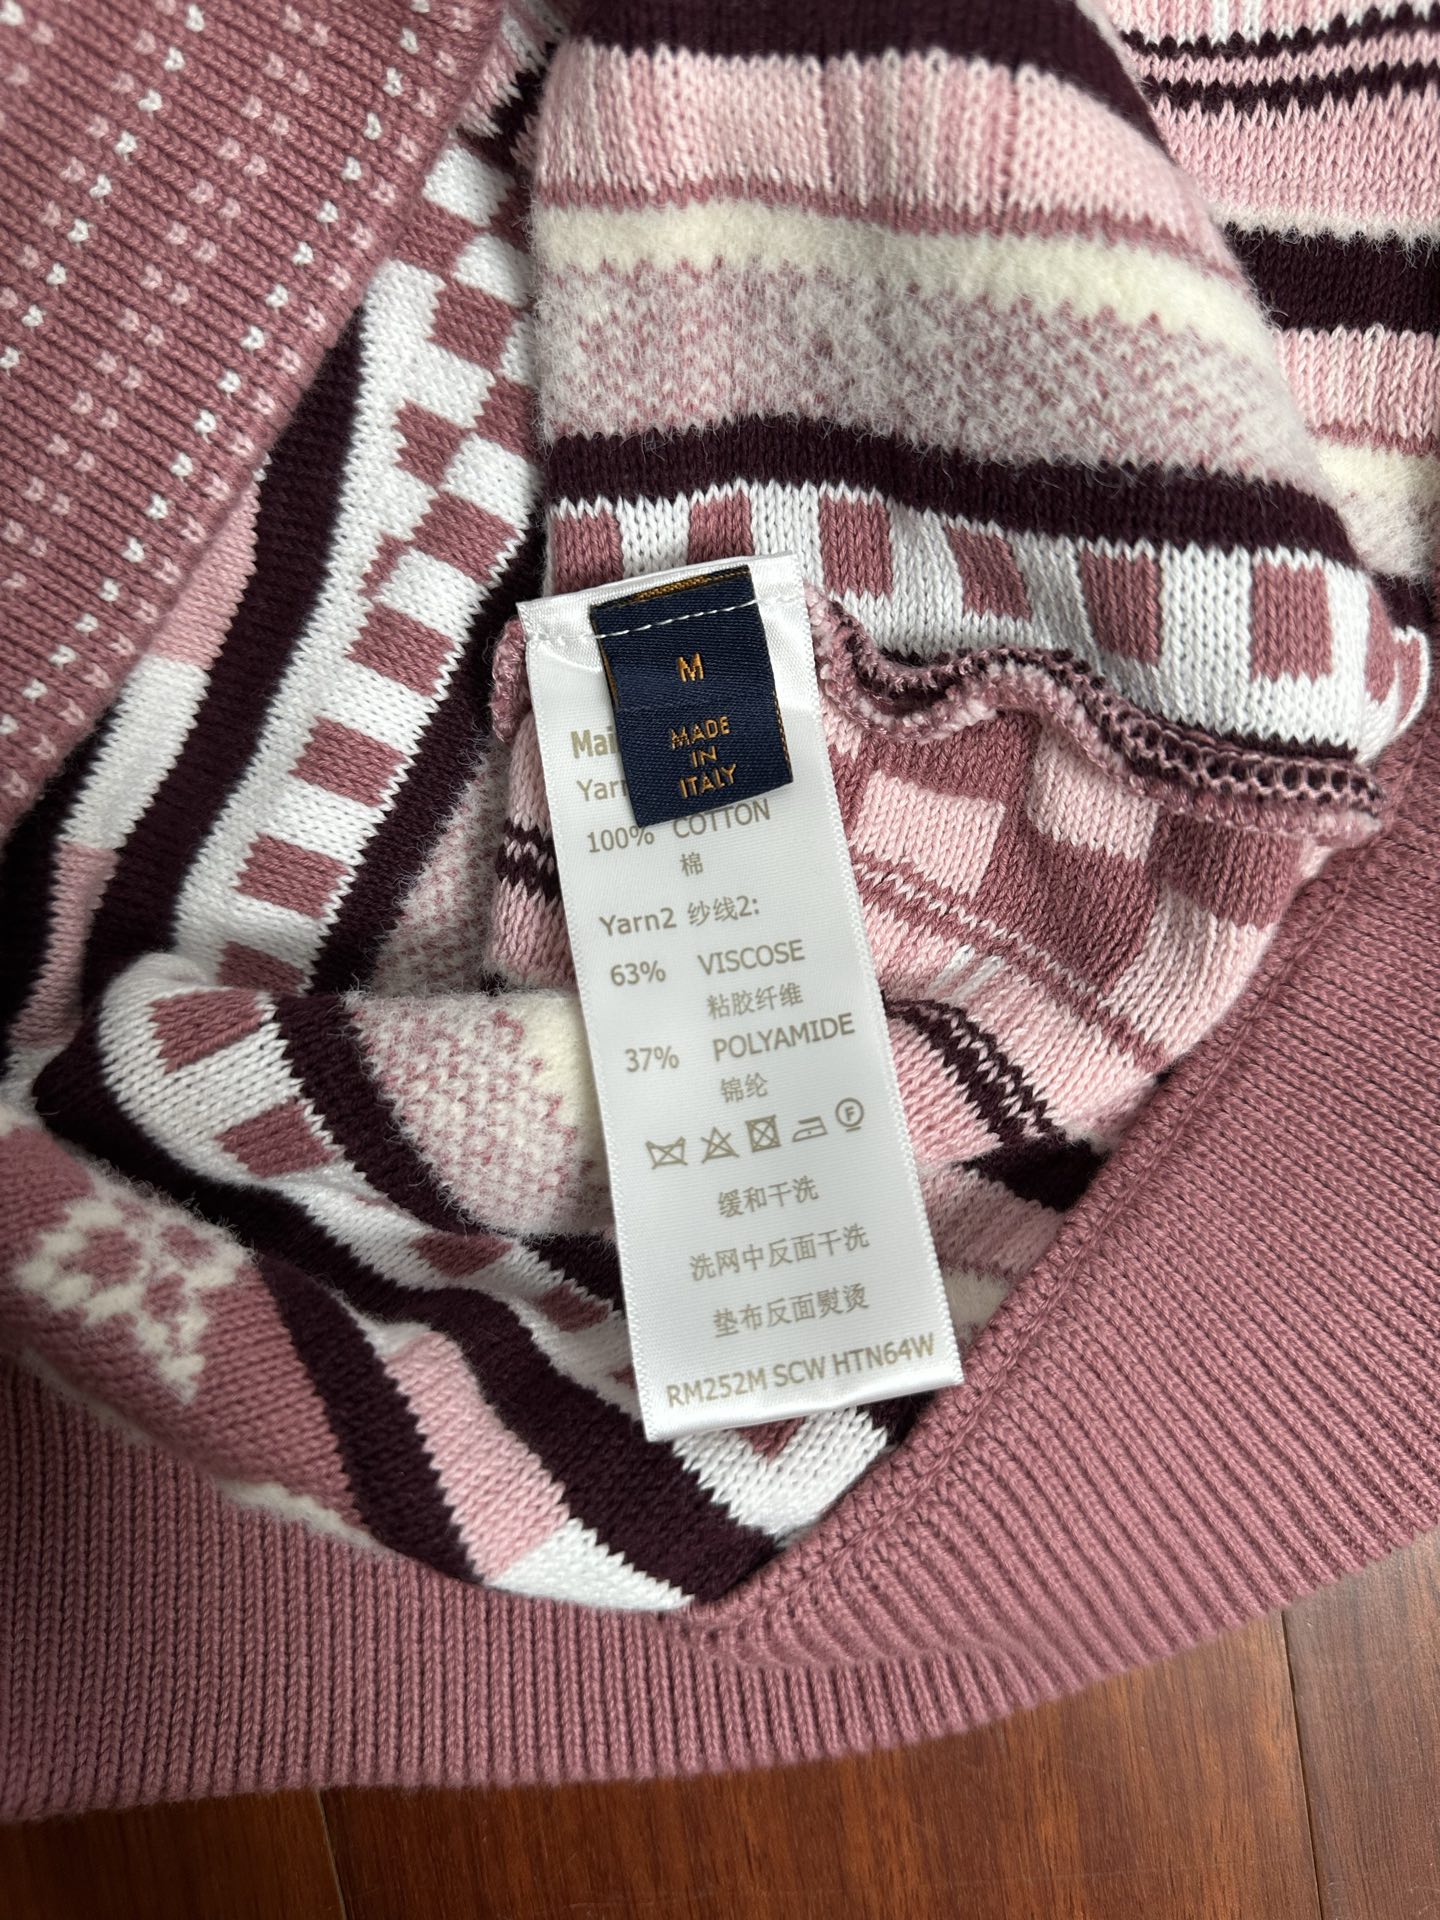 M
MADE
IN
ITALY
Mai
Yar
100% COTTON
棉
Yarn2 纱线2:
63% VISCOSE
粘胶纤维
37% POLYAMIDE
锦纶
F
缓和干洗
洗网中反面干洗
垫布反面熨烫
RM252M SCW HTN64W